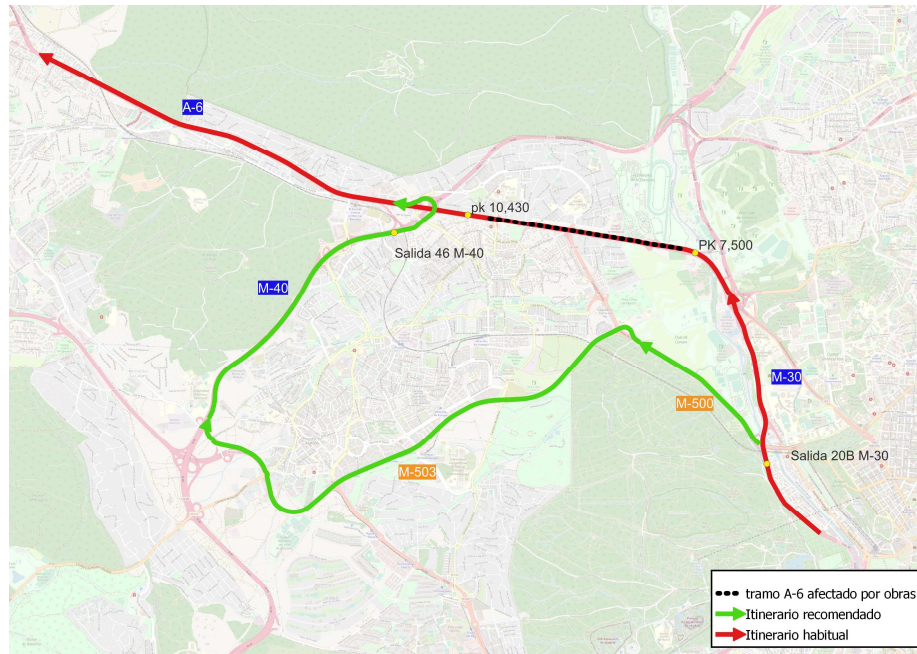 A-6
pk 10,430
Salida 46 M-40
PK 7,500
M-40
M-30
M-500
Salida 20B M-30
M-503
tramo A-6 afectado por obras
Itinerario recomendado
Itinerario habitual